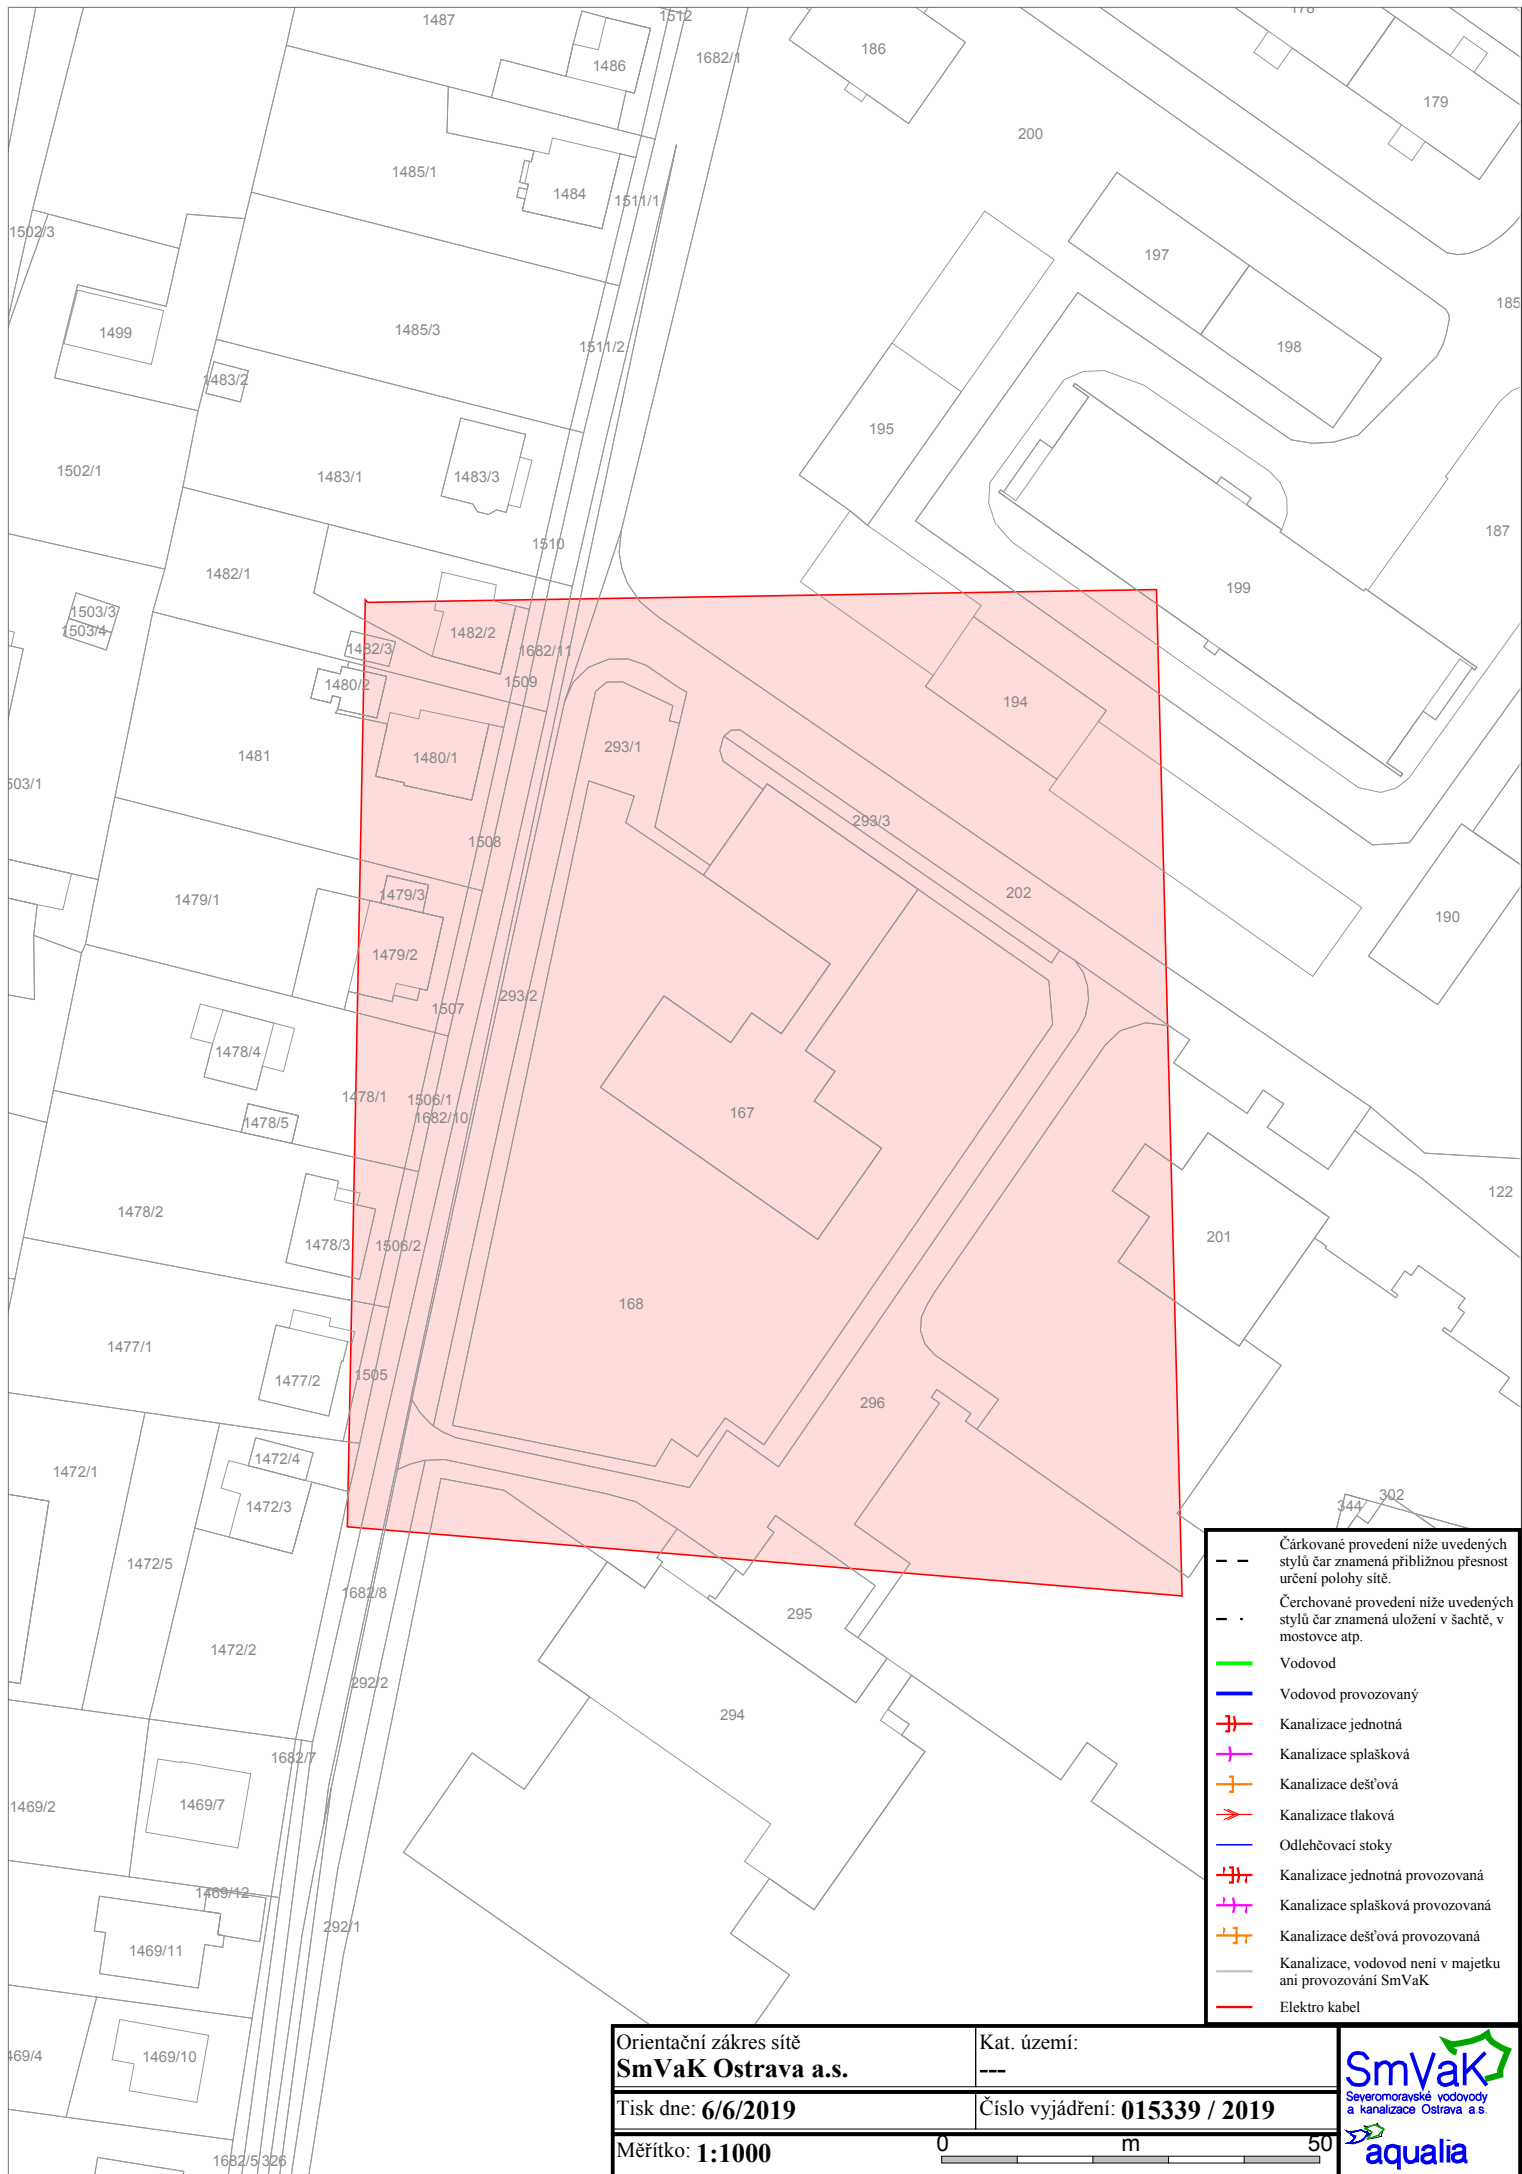 1487
1512
1682/1
186
178
1486
179
200
1485/1
1484
1511/1
1502/3
197
185
1499
1485/3
1511/2
198
1483/2
195
1502/1
1483/1
1483/3
187
1510
1482/1
199
1503/3
1503/4
1482/2
1482/3
1682/11
1480/2
1509
194
293/1
1481
1480/1
503/1
293/3
1508
202
1479/3
1479/1
190
1479/2
293/2
1507
1478/4
1478/1
1506/1
1682/10
167
1478/5
122
1478/2
1478/3
1506/2
201
168
1477/1
1477/2
1505
296
1472/4
1472/1
1472/3
344
302
1472/5
1682/8
295
1472/2
292/2
294
1682/7
1469/2
1469/7
1469/12
292/1
1469/11
469/4
1469/10
1682/5
326
Čárkované provedení níže uvedených
stylů čar znamená přibližnou přesnost
určení polohy sítě.
Čerchované provedení níže uvedených
stylů čar znamená uložení v šachtě, v
mostovce atp.
Vodovod
Vodovod provozovaný
Kanalizace jednotná
Kanalizace splašková
Kanalizace dešťová
Kanalizace tlaková
Odlehčovací stoky
Kanalizace jednotná provozovaná
Kanalizace splašková provozovaná
Kanalizace dešťová provozovaná
Kanalizace, vodovod není v majetku
ani provozování SmVaK
Elektro kabel
Orientační zákres sítě
SmVaK Ostrava a.s.
Kat. území:
---
Tisk dne: 6/6/2019
Číslo vyjádření: 015339 / 2019
Měřítko: 1:1000
0 m 50
SmVaK
Severomoravské vodovody
a kanalizace Ostrava a.s.
aqualia